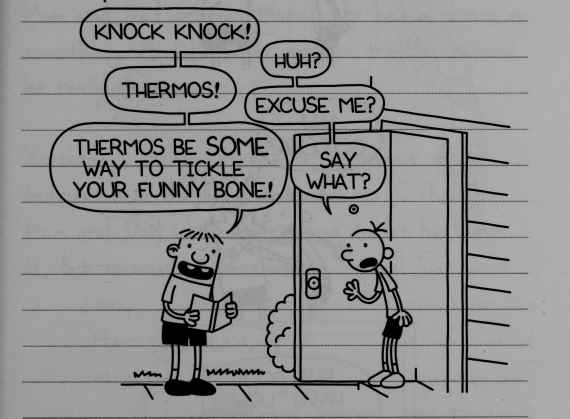 KNOCK KNOCK!
HUH?
THERMOS!
EXCUSE ME?
THERMOS BE SOME
WAY TO TICKLE
YOUR FUNNY BONE!
SAY
WHAT?